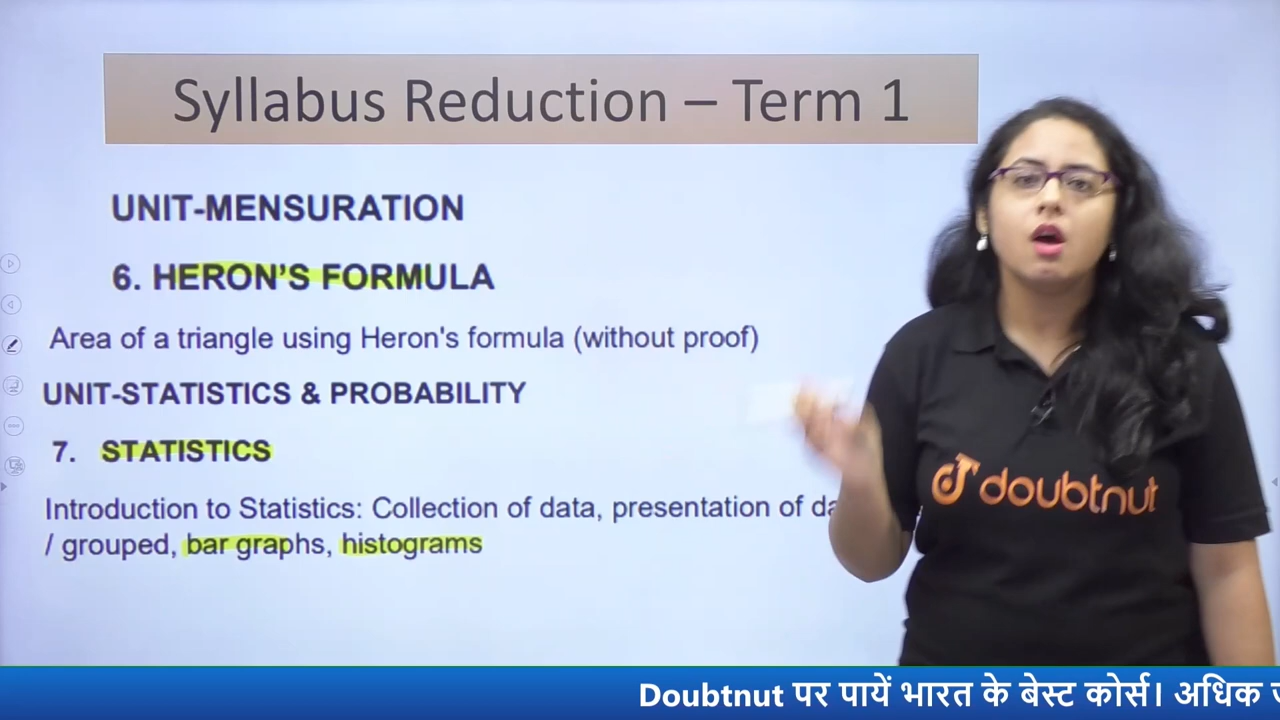 Syllabus Reduction – Term 1
UNIT-MENSURATION
6. HERON'S FORMULA
Area of a triangle using Heron's formula (without proof)
UNIT-STATISTICS & PROBABILITY
7. STATISTICS
Introduction to Statistics: Collection of data, presentation of
/ grouped, bar graphs, histograms
doubtnut
Doubtnut पर पायें भारत के बेस्ट कोर्स। अधिक